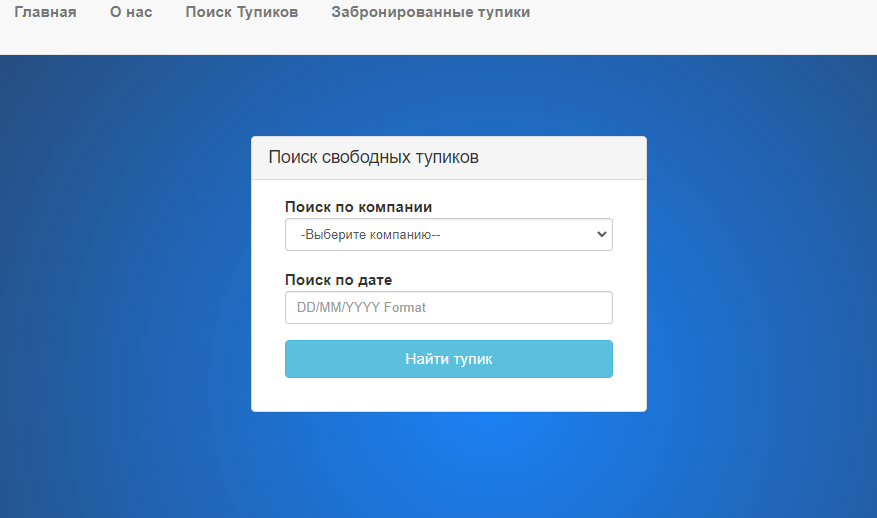 Главная О нас Поиск Тупиков Забронированные тупики
Поиск свободных тупиков
Поиск по компании
-Выберите компанию--
Поиск по дате
DD/MM/YYYY Format
Найти тупик